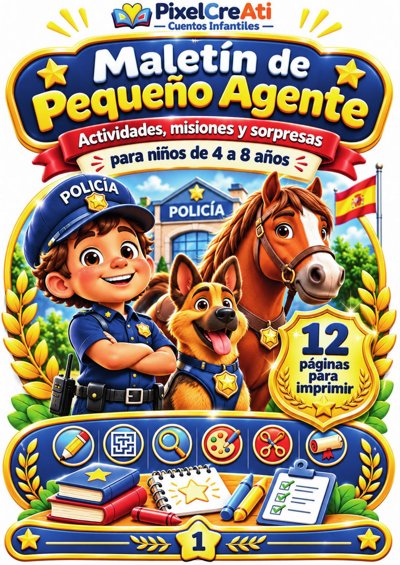 PixelCreAti
Cuentos Infantiles
Maletín de
Pequeño Agente
Actividades, misiones y sorpresas
para niños de 4 a 8 años
POLICÍA
POLICÍA
12
páginas
para
imprimir
1